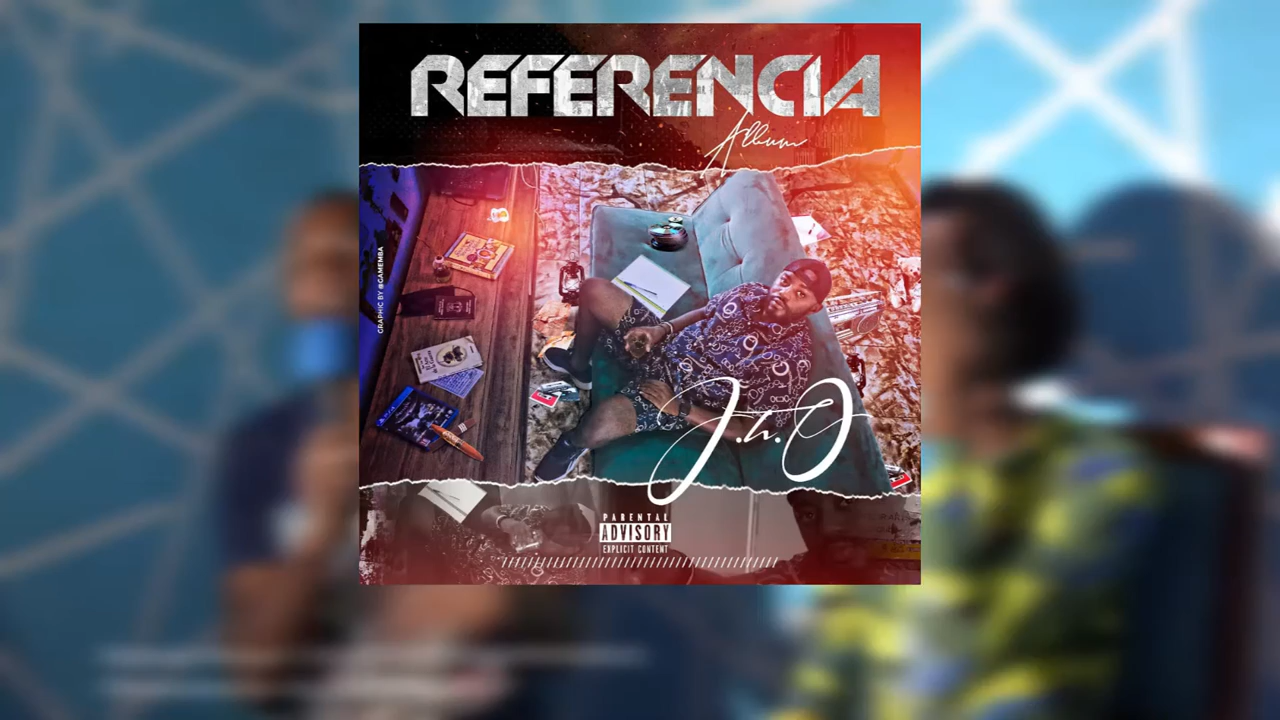 REFERENCIA
Album
GRAPHIC BY @GAMEMBA
J.h.O
PARENTAL
ADVISORY
EXPLICIT CONTENT